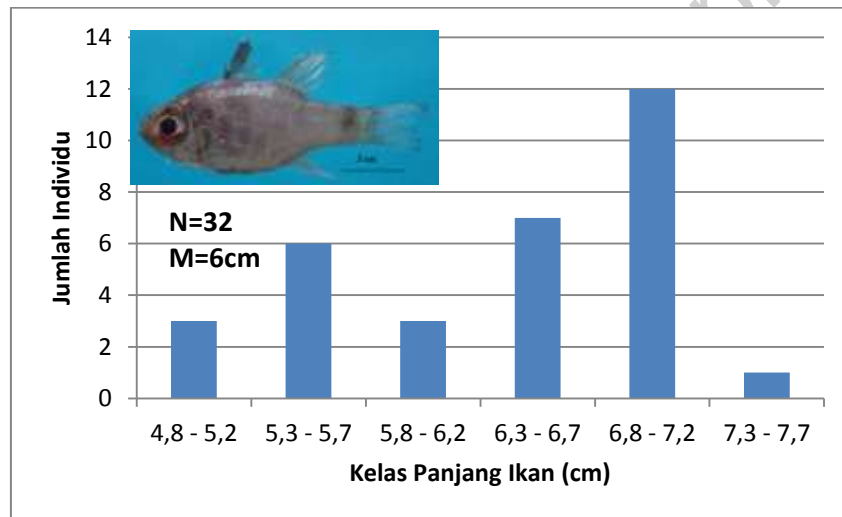 14
12
10
8
6
4
2
0
Jumlah Individu
N=32
M=6cm
4,8 - 5,2
5,3 - 5,7
5,8 - 6,2
6,3 - 6,7
6,8 - 7,2
7,3 - 7,7
Kelas Panjang Ikan (cm)